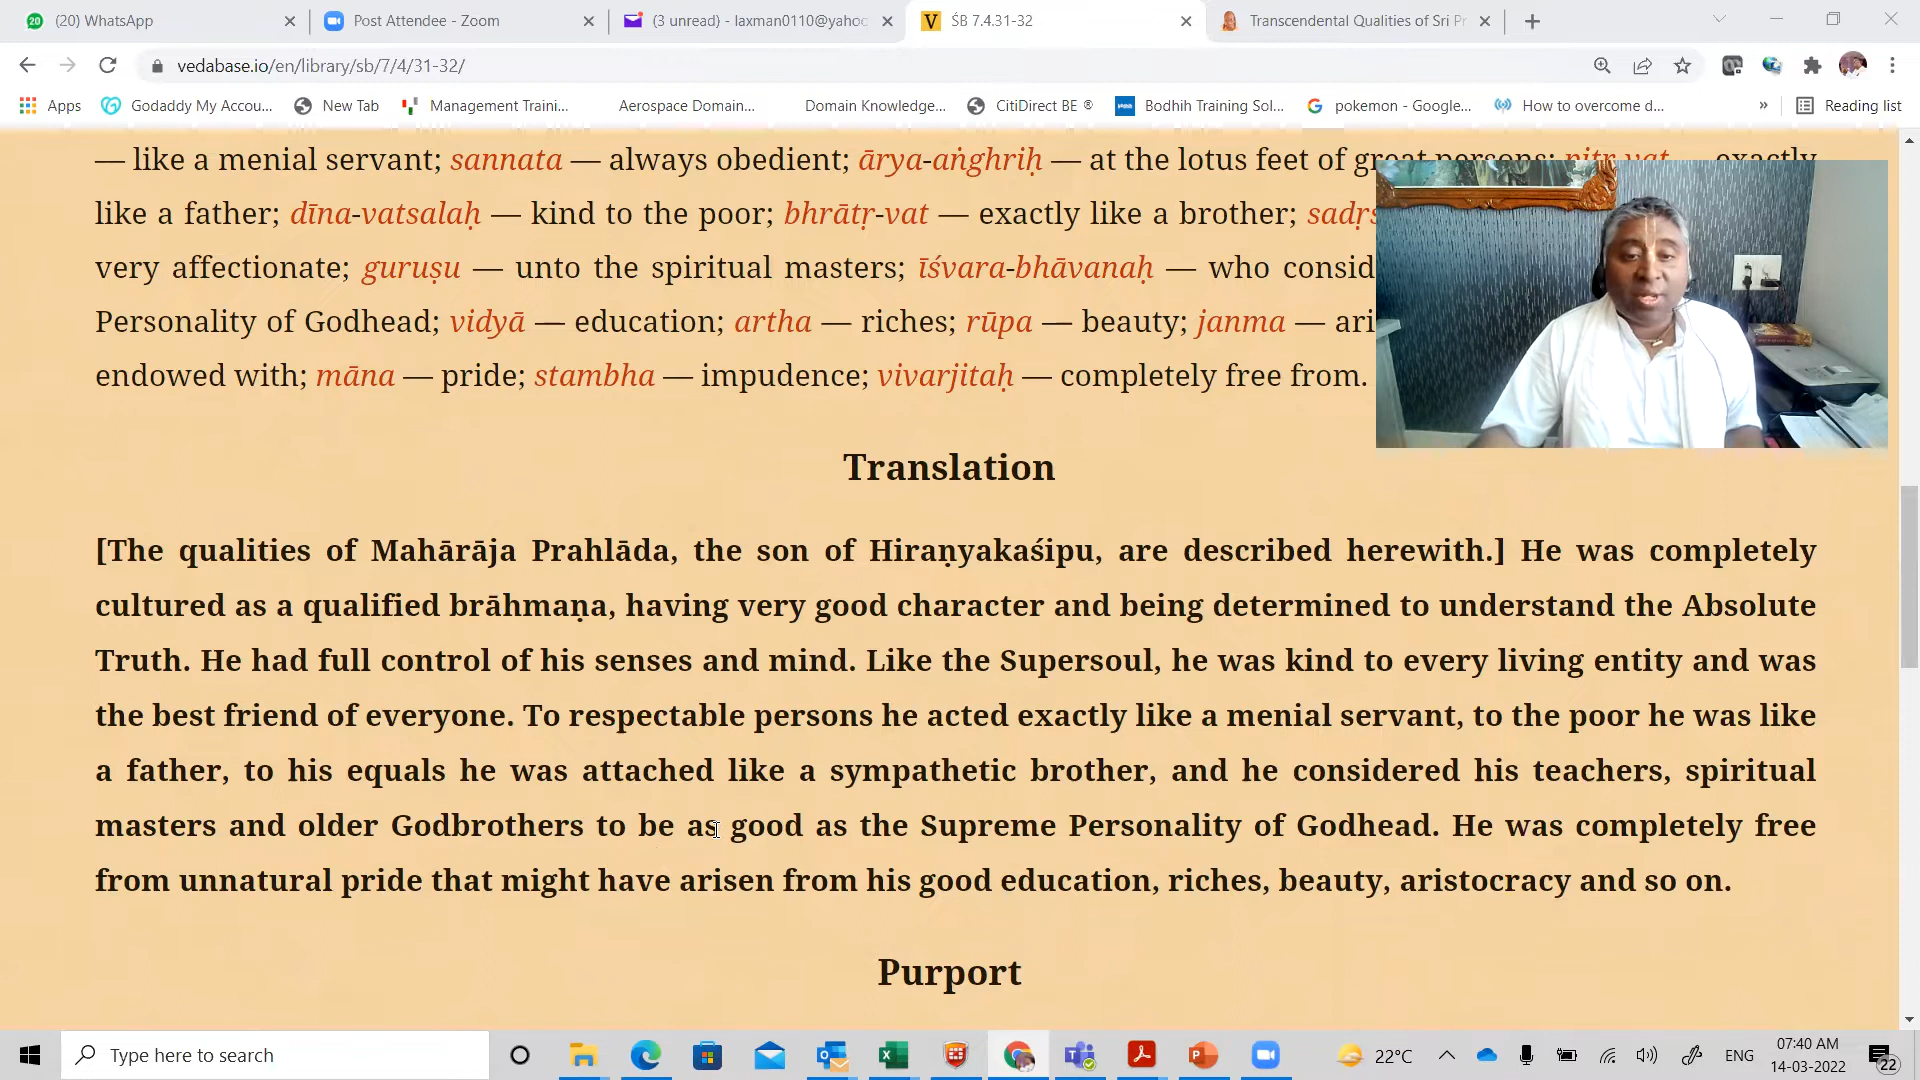 (20) WhatsApp
Post Attendee - Zoom
(3 unread) - laxman0110@yahoo
V ŚB 7.4.31-32
Transcendental Qualities of Sri Pr
vedabase.io/en/library/sb/7/4/31-32/
Apps
Godaddy My Accou...
New Tab
Management Traini...
Aerospace Domain...
Domain Knowledge...
CitiDirect BE ®
Bodhih Training Sol...
pokemon - Google...
How to overcome d...
»
Reading list
— like a menial servant; sannata — always obedient; ārya-aṅghriḥ — at the lotus feet of great persons; pitṛ-vat — exactly
like a father; dīna-vatsalaḥ — kind to the poor; bhrātṛ-vat — exactly like a brother;
very affectionate; guruṣu — unto the spiritual masters; īśvara-bhāvanaḥ — who consid
Personality of Godhead; vidyā — education; artha — riches; rūpa — beauty; janma — ari
endowed with; māna — pride; stambha — impudence; vivarjitaḥ — completely free from.
Translation
[The qualities of Mahārāja Prahlāda, the son of Hiraṇyakaśipu, are described herewith.] He was completely
cultured as a qualified brāhmaṇa, having very good character and being determined to understand the Absolute
Truth. He had full control of his senses and mind. Like the Supersoul, he was kind to every living entity and was
the best friend of everyone. To respectable persons he acted exactly like a menial servant, to the poor he was like
a father, to his equals he was attached like a sympathetic brother, and he considered his teachers, spiritual
masters and older Godbrothers to be as good as the Supreme Personality of Godhead. He was completely free
from unnatural pride that might have arisen from his good education, riches, beauty, aristocracy and so on.
Purport
Type here to search
22°C
ENG
07:40 AM
14-03-2022
22